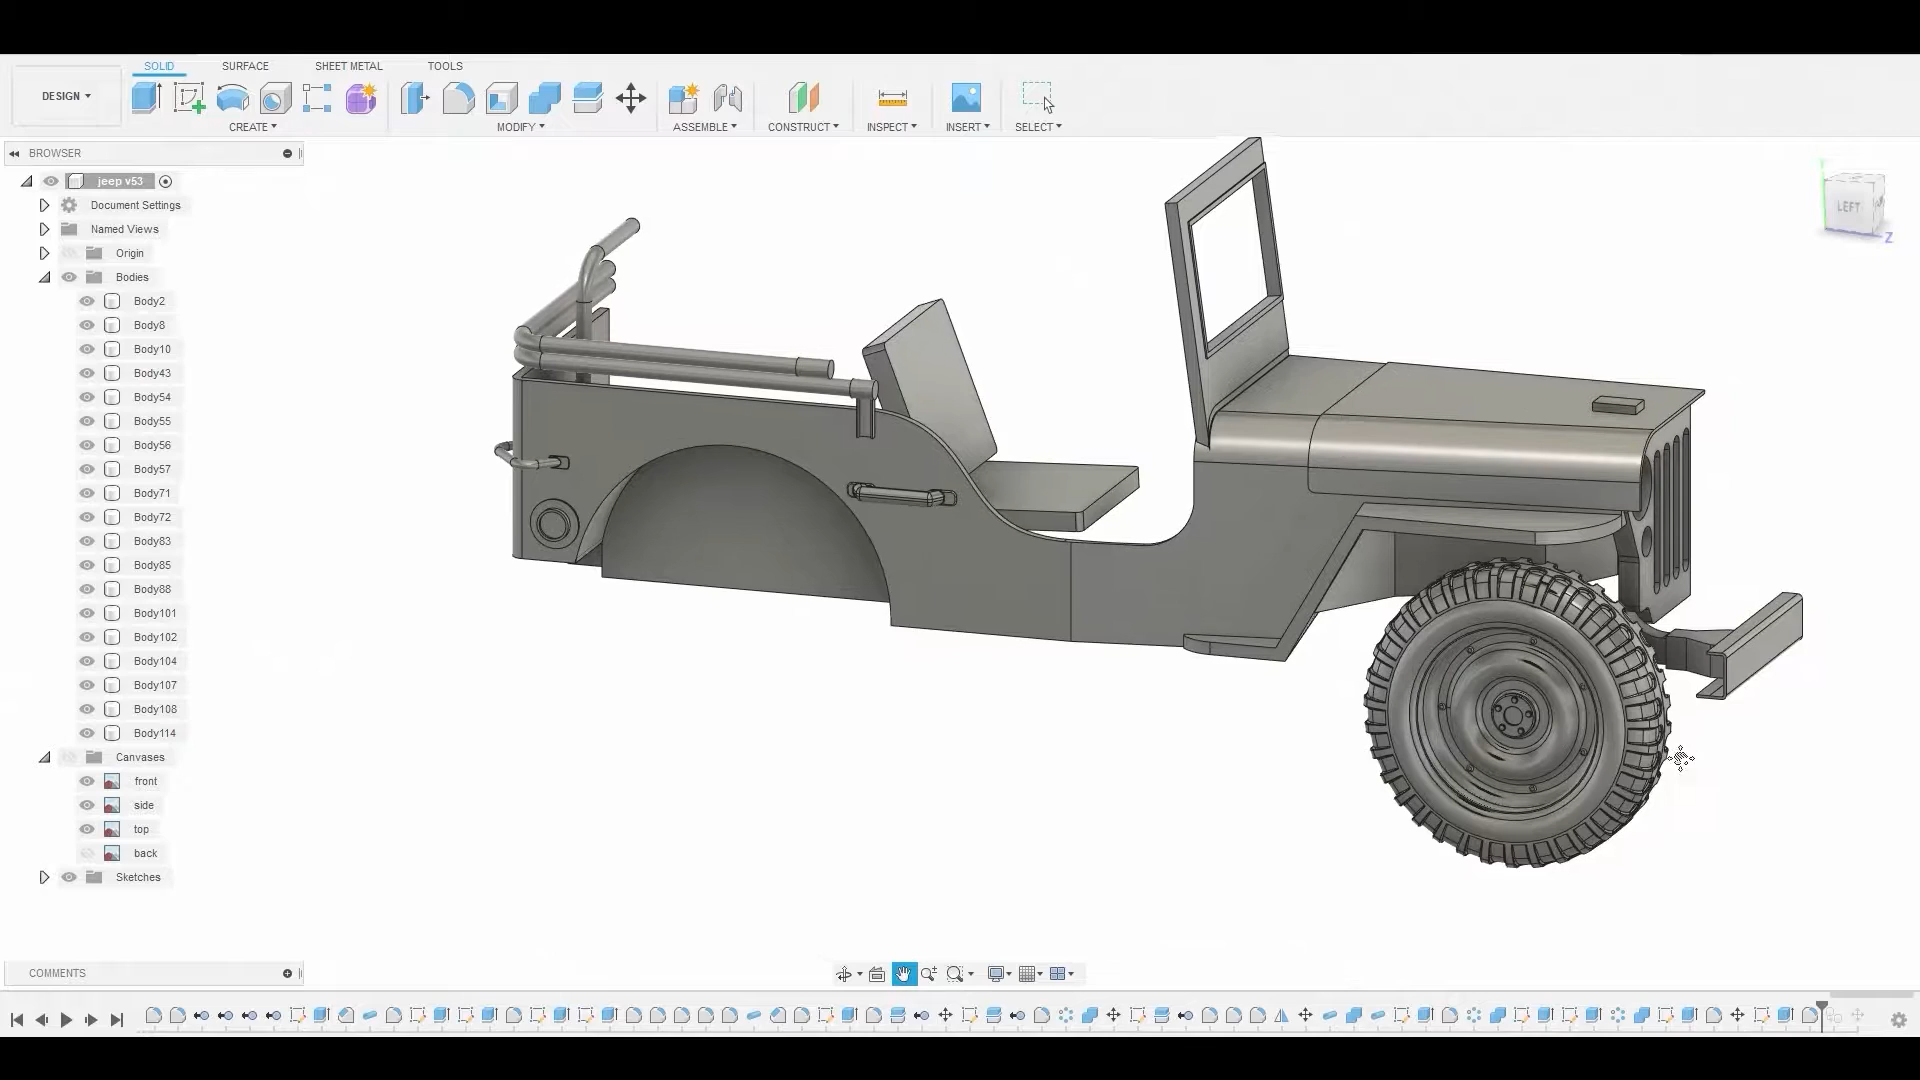 SOLID SURFACE SHEET METAL TOOLS
DESIGN
CREATE MODIFY ASSEMBLE CONSTRUCT INSPECT INSERT SELECT
BROWSER
jeep v53
Document Settings
Named Views
Origin
Bodies
Body2
Body8
Body10
Body43
Body54
Body55
Body56
Body57
Body71
Body72
Body83
Body85
Body88
Body101
Body102
Body104
Body107
Body108
Body114
Canvases
front
side
top
back
Sketches
LEFT
Z
COMMENTS